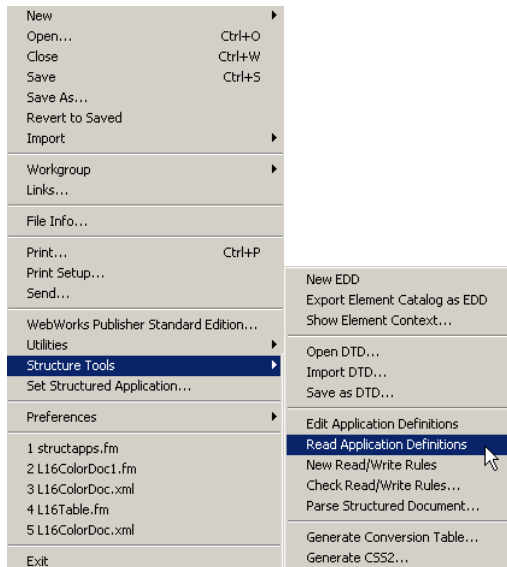 New
Open... Ctrl+O
Close Ctrl+W
Save Ctrl+S
Save As...
Revert to Saved
Import
Workgroup
Links...
File Info...
Print... Ctrl+P
Print Setup...
Send...
WebWorks Publisher Standard Edition...
Utilities
Structure Tools
Set Structured Application...
Preferences
1 structapps.fm
2 L16ColorDoc1.fm
3 L16ColorDoc.xml
4 L16Table.fm
5 L16ColorDoc.xml
Exit
New EDD
Export Element Catalog as EDD
Show Element Context...
Open DTD...
Import DTD...
Save as DTD...
Edit Application Definitions
Read Application Definitions
New Read/Write Rules
Check Read/Write Rules...
Parse Structured Document...
Generate Conversion Table...
Generate CSS2...